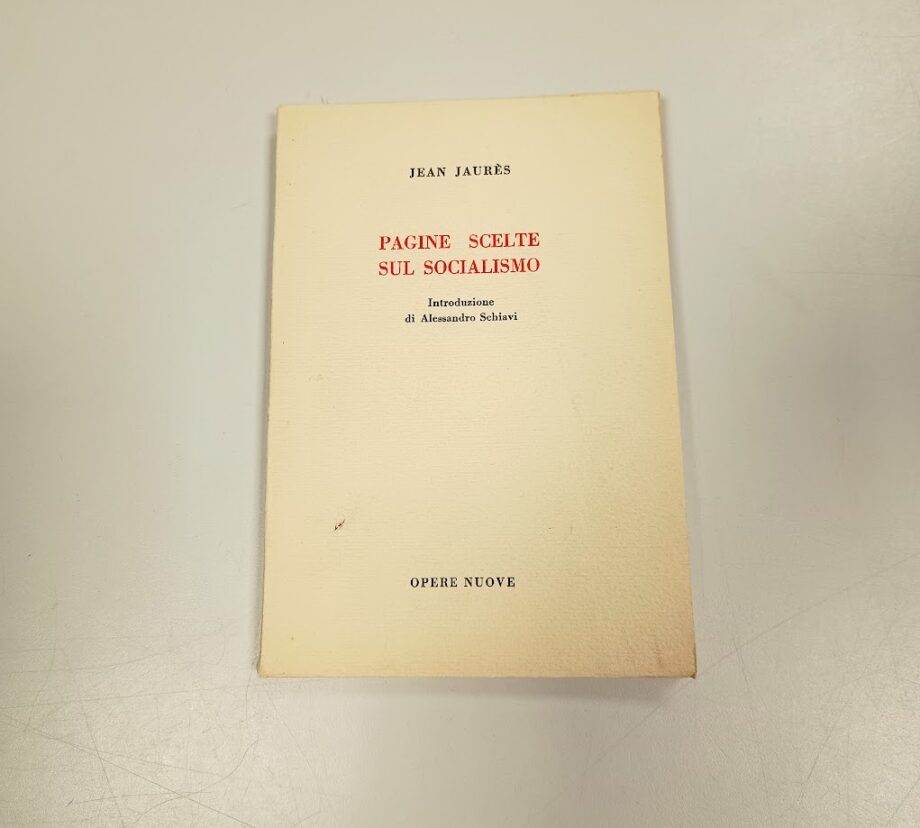 JEAN JAURÈS
PAGINE SCELTE
SUL SOCIALISMO
Introduzione
di Alessandro Schiavi
OPERE NUOVE